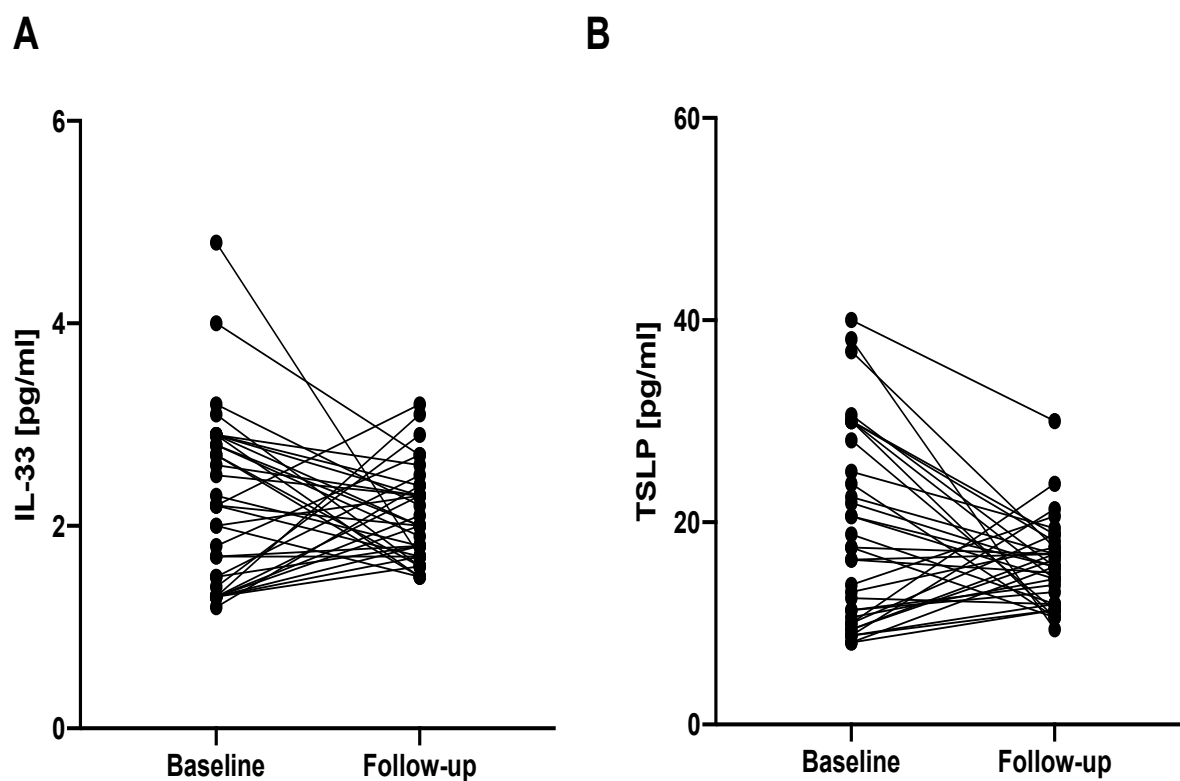 A
B
IL-33 [pg/ml]
6
4
2
0
Baseline
Follow-up
TSLP [pg/ml]
60
40
20
0
Baseline
Follow-up